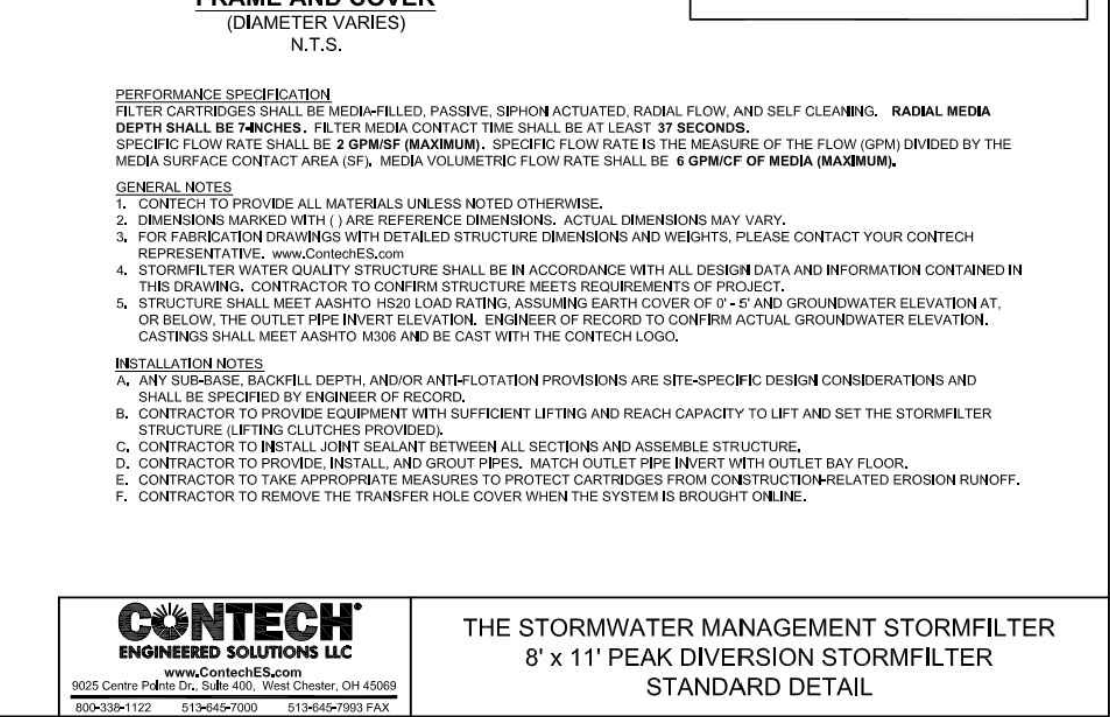 FRAME AND COVER
(DIAMETER VARIES)
N.T.S.
PERFORMANCE SPECIFICATION
FILTER CARTRIDGES SHALL BE MEDIA-FILLED, PASSIVE, SIPHON ACTUATED, RADIAL FLOW, AND SELF CLEANING. RADIAL MEDIA
DEPTH SHALL BE 7-INCHES. FILTER MEDIA CONTACT TIME SHALL BE AT LEAST 37 SECONDS.
SPECIFIC FLOW RATE SHALL BE 2 GPM/SF (MAXIMUM). SPECIFIC FLOW RATE IS THE MEASURE OF THE FLOW (GPM) DIVIDED BY THE
MEDIA SURFACE CONTACT AREA (SF). MEDIA VOLUMETRIC FLOW RATE SHALL BE 6 GPM/CF OF MEDIA (MAXIMUM).
GENERAL NOTES
1. CONTECH TO PROVIDE ALL MATERIALS UNLESS NOTED OTHERWISE.
2. DIMENSIONS MARKED WITH ( ) ARE REFERENCE DIMENSIONS. ACTUAL DIMENSIONS MAY VARY.
3. FOR FABRICATION DRAWINGS WITH DETAILED STRUCTURE DIMENSIONS AND WEIGHTS, PLEASE CONTACT YOUR CONTECH
REPRESENTATIVE. www.ContechES.com
4. STORMFILTER WATER QUALITY STRUCTURE SHALL BE IN ACCORDANCE WITH ALL DESIGN DATA AND INFORMATION CONTAINED IN
THIS DRAWING. CONTRACTOR TO CONFIRM STRUCTURE MEETS REQUIREMENTS OF PROJECT.
5. STRUCTURE SHALL MEET AASHTO HS20 LOAD RATING, ASSUMING EARTH COVER OF 0' - 5' AND GROUNDWATER ELEVATION AT,
OR BELOW, THE OUTLET PIPE INVERT ELEVATION. ENGINEER OF RECORD TO CONFIRM ACTUAL GROUNDWATER ELEVATION.
CASTINGS SHALL MEET AASHTO M306 AND BE CAST WITH THE CONTECH LOGO.
INSTALLATION NOTES
A. ANY SUB-BASE, BACKFILL DEPTH, AND/OR ANTI-FLOTATION PROVISIONS ARE SITE-SPECIFIC DESIGN CONSIDERATIONS AND
SHALL BE SPECIFIED BY ENGINEER OF RECORD.
B. CONTRACTOR TO PROVIDE EQUIPMENT WITH SUFFICIENT LIFTING AND REACH CAPACITY TO LIFT AND SET THE STORMFILTER
STRUCTURE (LIFTING CLUTCHES PROVIDED).
C. CONTRACTOR TO INSTALL JOINT SEALANT BETWEEN ALL SECTIONS AND ASSEMBLE STRUCTURE.
D. CONTRACTOR TO PROVIDE, INSTALL, AND GROUT PIPES. MATCH OUTLET PIPE INVERT WITH OUTLET BAY FLOOR.
E. CONTRACTOR TO TAKE APPROPRIATE MEASURES TO PROTECT CARTRIDGES FROM CONSTRUCTION-RELATED EROSION RUNOFF.
F. CONTRACTOR TO REMOVE THE TRANSFER HOLE COVER WHEN THE SYSTEM IS BROUGHT ONLINE.
CONTECH
ENGINEERED SOLUTIONS LLC
www.ContechES.com
9025 Centre Pointe Dr., Suite 400, West Chester, OH 45069
800-338-1122 513-645-7000 513-645-7993 FAX
THE STORMWATER MANAGEMENT STORMFILTER
8' x 11' PEAK DIVERSION STORMFILTER
STANDARD DETAIL